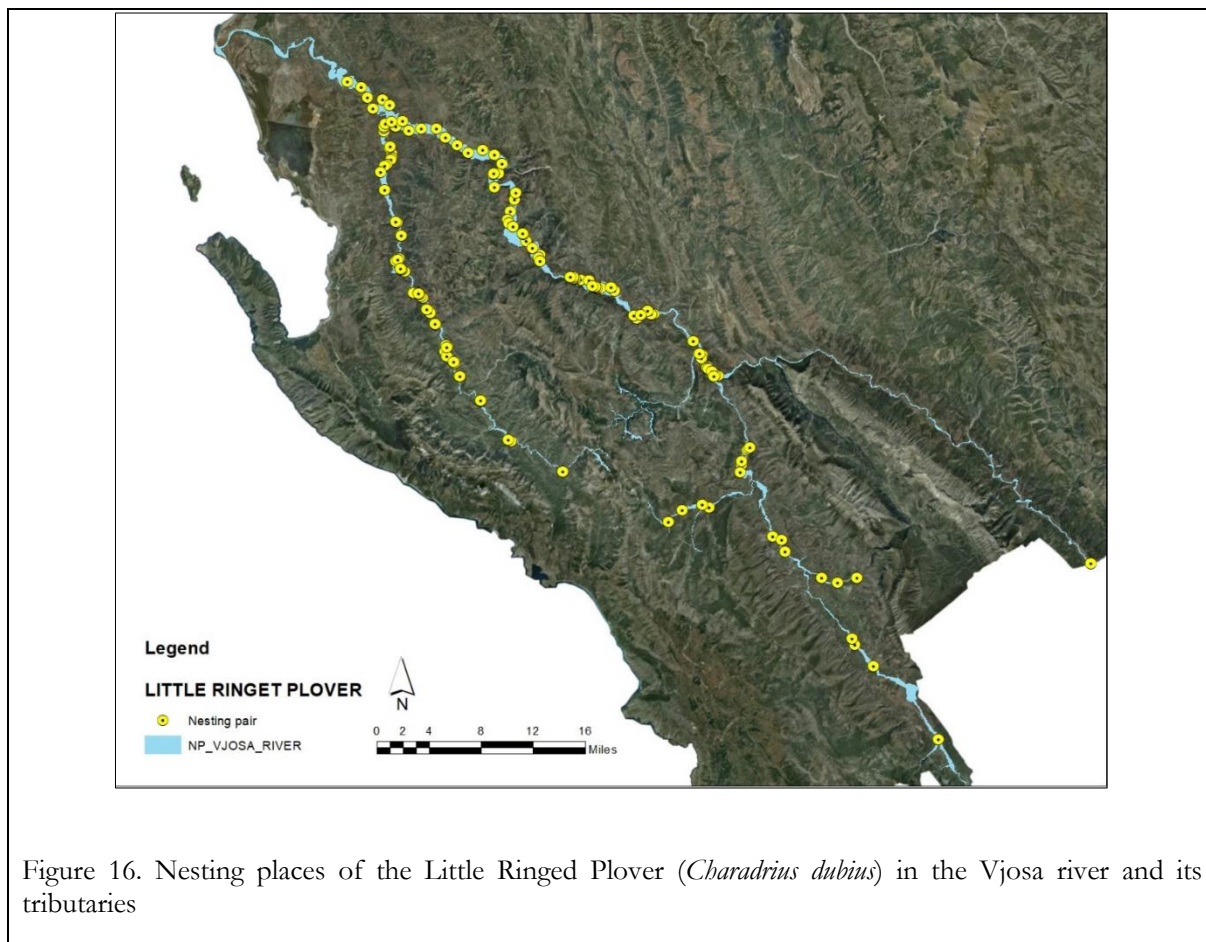 Legend
LITTLE RINGET PLOVER
Nesting pair
NP_VJOSA_RIVER
N
0 2 4 8 12 16
Miles
Figure 16. Nesting places of the Little Ringed Plover (Charadrius dubius) in the Vjosa river and its
tributaries